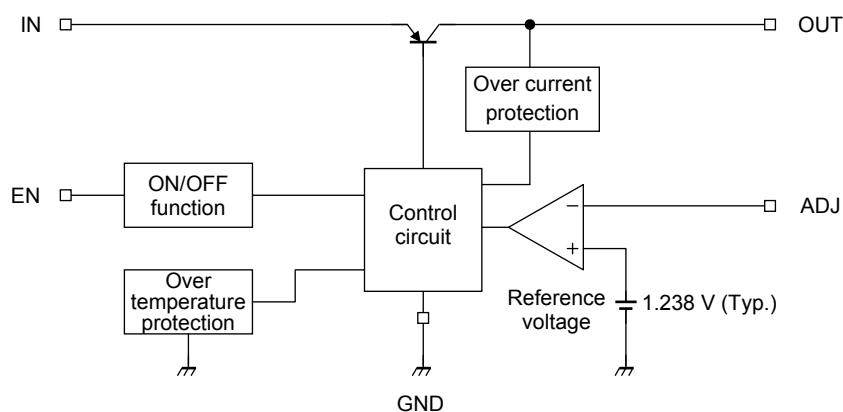 IN
OUT
Over current
protection
EN
ON/OFF
function
Control
circuit
−
+
ADJ
Over
temperature
protection
Reference
voltage
1.238 V (Typ.)
GND